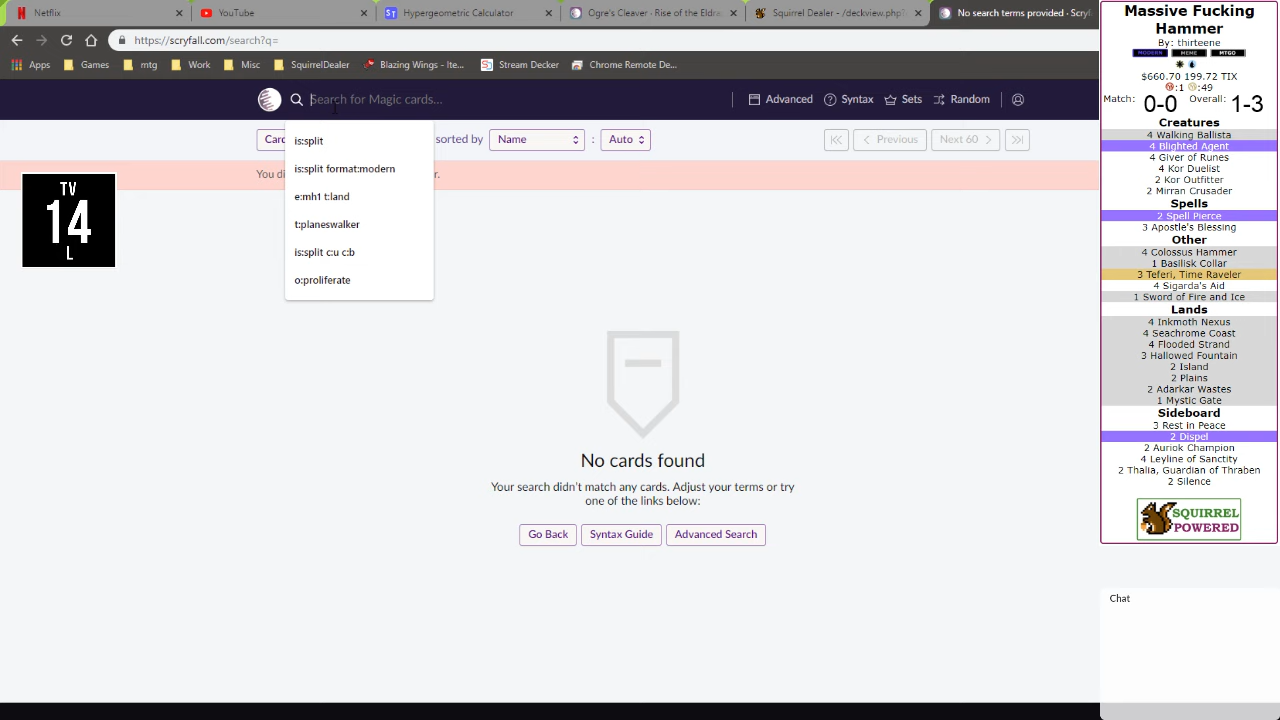 Netflix
YouTube
Hypergeometric Calculator
Ogre's Cleaver - Rise of the Eldra
Squirrel Dealer - /deckview.php?
No search terms provided - Scryf
https://scryfall.com/search?q=
Apps
Games
mtg
Work
Misc
SquirrelDealer
Blazing Wings - Ite...
Steam Decker
Chrome Remote De...
Search for Magic cards...
Advanced
Syntax
Sets
Random
Card
sorted by
Name
:
Auto
Previous
Next 60
You di
r.
is:split
is:split format:modern
e:mh1 t:land
t:planeswalker
is:split c:u c:b
o:proliferate
TV
14
L
No cards found
Your search didn't match any cards. Adjust your terms or try
one of the links below:
Go Back
Syntax Guide
Advanced Search
Massive Fucking
Hammer
By: thirteene
MODERN
MEME
MTGO
$660.70 199.72 TIX
:1
:49
Match: 0-0 Overall: 1-3
Creatures
4 Walking Ballista
4 Blighted Agent
4 Giver of Runes
4 Kor Duelist
2 Kor Outfitter
2 Mirran Crusader
Spells
2 Spell Pierce
3 Apostle's Blessing
Other
4 Colossus Hammer
1 Basilisk Collar
3 Teferi, Time Raveler
4 Sigarda's Aid
1 Sword of Fire and Ice
Lands
4 Inkmoth Nexus
4 Seachrome Coast
4 Flooded Strand
3 Hallowed Fountain
2 Island
2 Plains
2 Adarkar Wastes
1 Mystic Gate
Sideboard
3 Rest in Peace
2 Dispel
2 Auriok Champion
4 Leyline of Sanctity
2 Thalia, Guardian of Thraben
2 Silence
SQUIRREL
POWERED
Chat